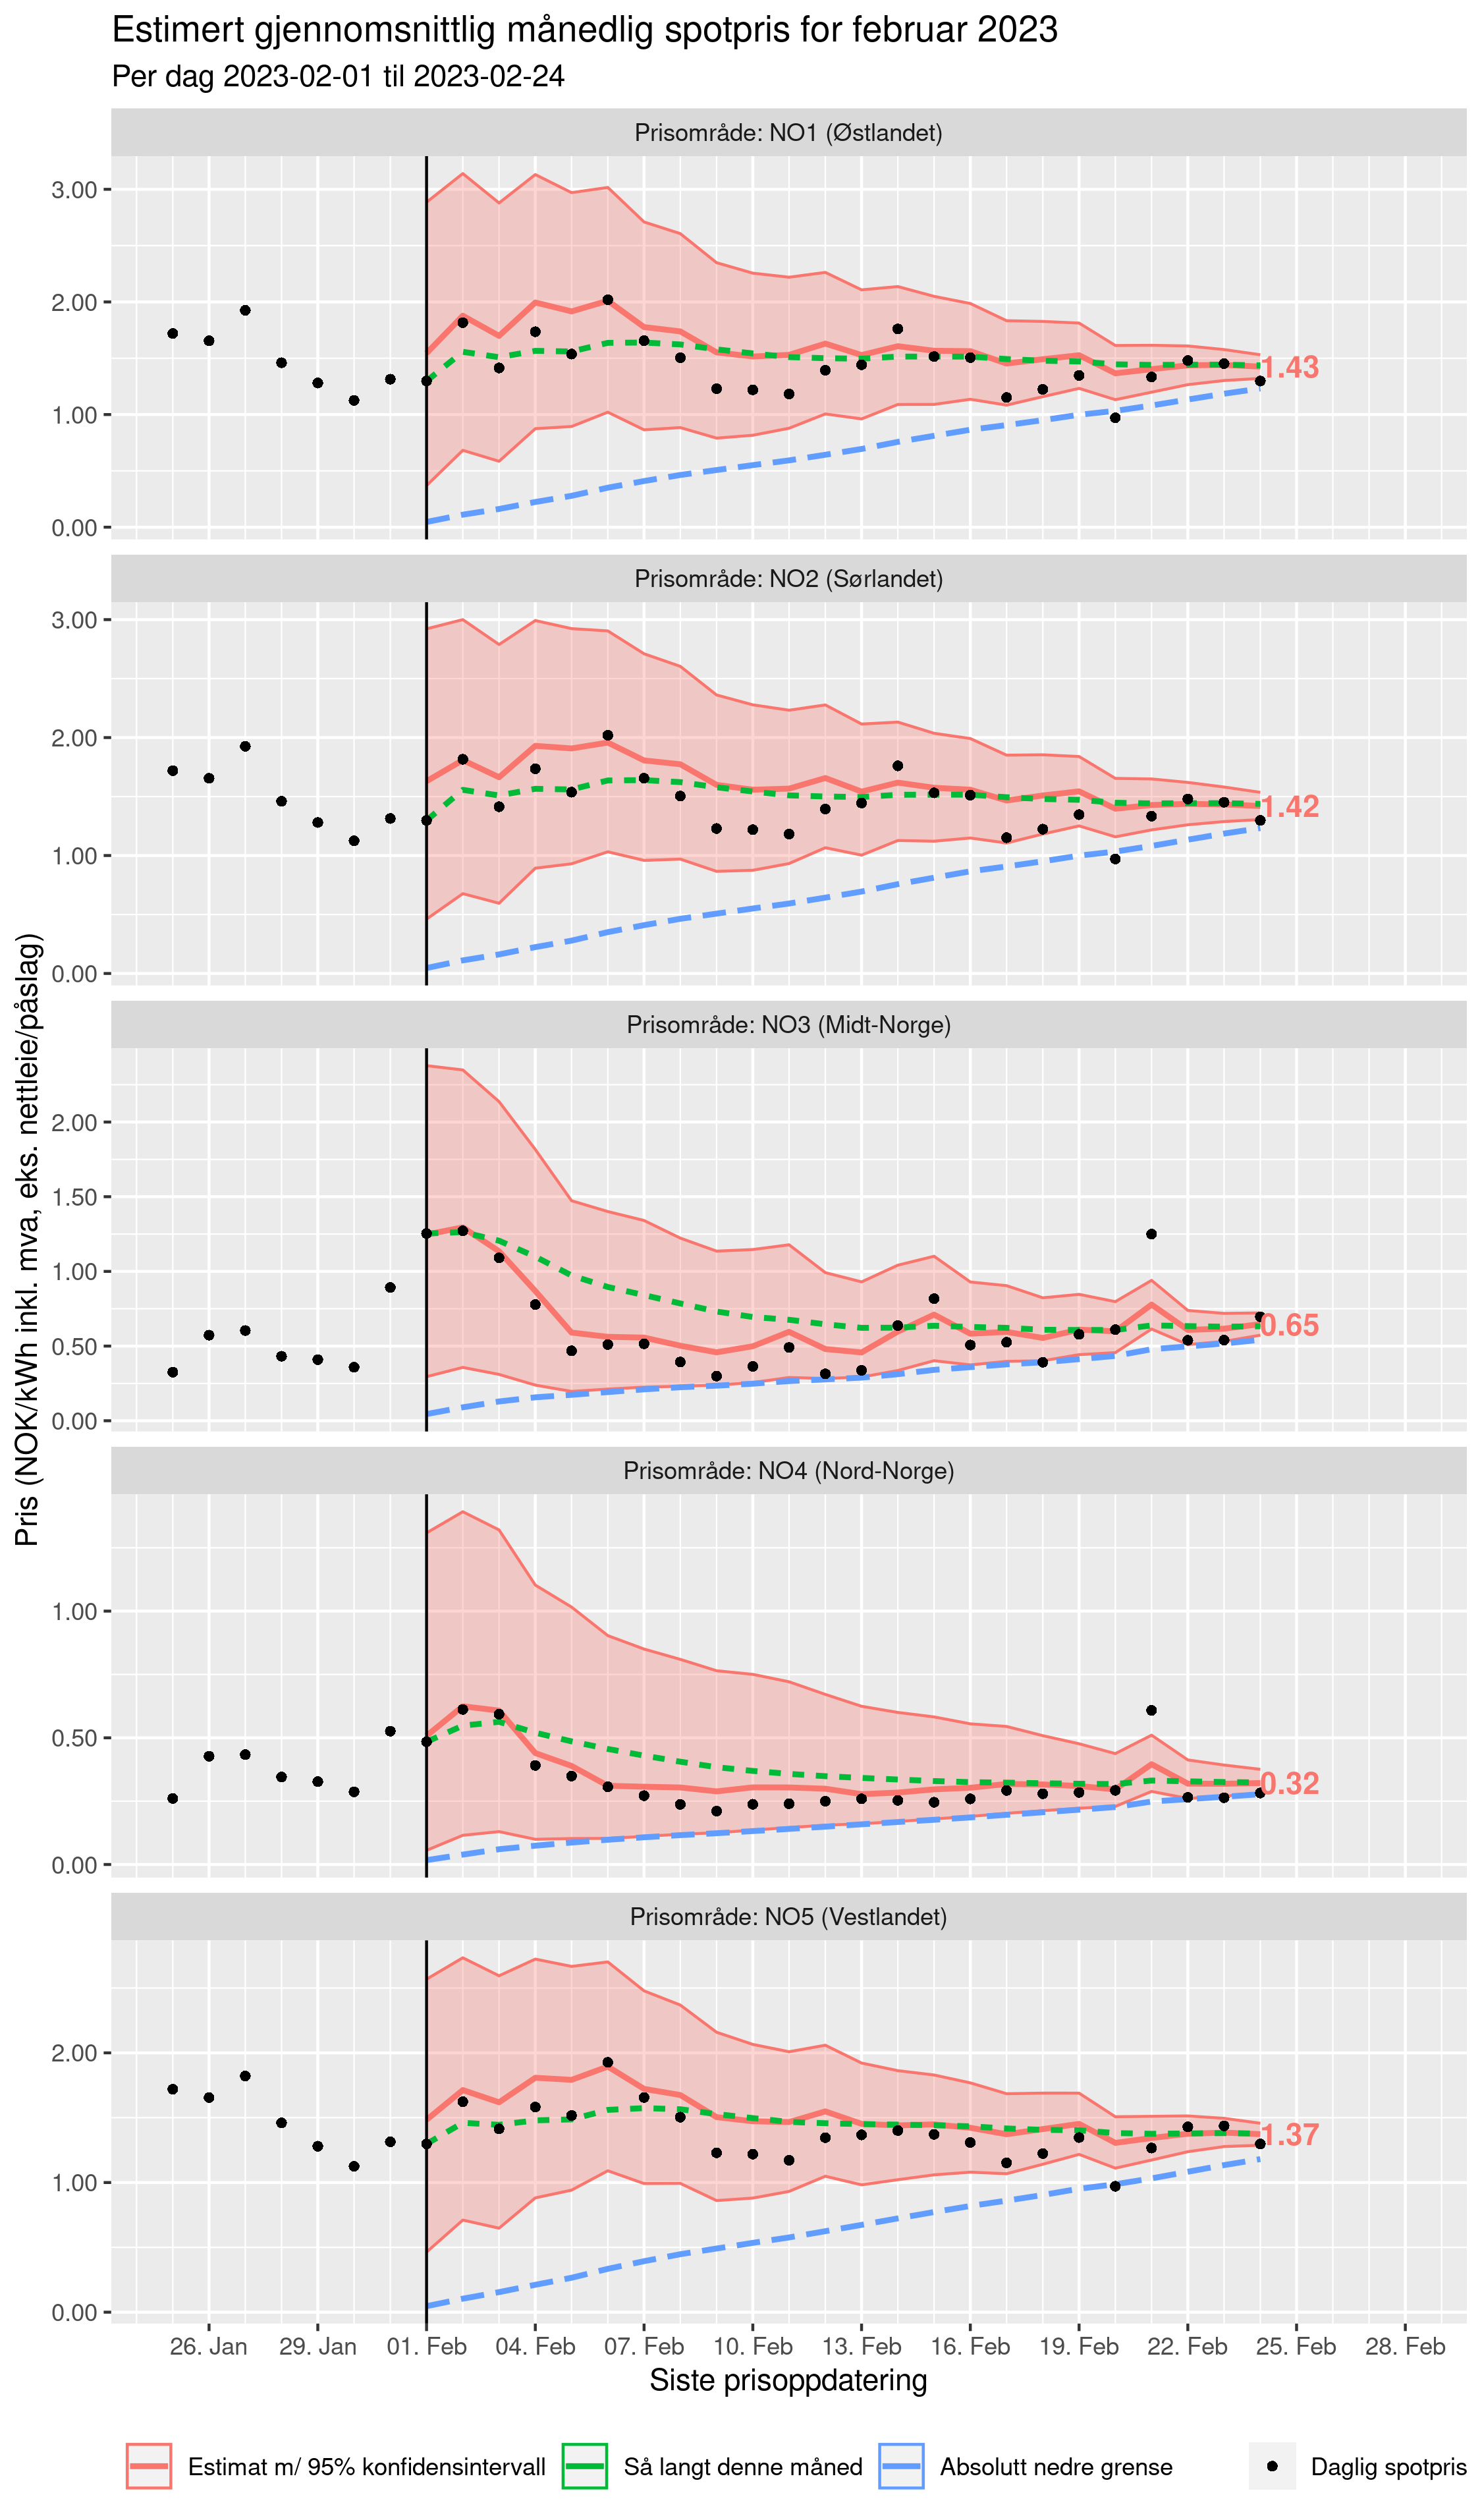 Estimert gjennomsnittlig månedlig spotpris for februar 2023
Per dag 2023-02-01 til 2023-02-24
Pris (NOK/kWh inkl. mva, eks. nettleie/påslag)
Prisområde: NO1 (Østlandet)
3.00
2.00
1.00
0.00
1.43
Prisområde: NO2 (Sørlandet)
3.00
2.00
1.00
0.00
1.42
Prisområde: NO3 (Midt-Norge)
2.00
1.50
1.00
0.50
0.00
0.65
Prisområde: NO4 (Nord-Norge)
1.00
0.50
0.00
0.32
Prisområde: NO5 (Vestlandet)
2.00
1.00
0.00
1.37
26. Jan 29. Jan 01. Feb 04. Feb 07. Feb 10. Feb 13. Feb 16. Feb 19. Feb 22. Feb 25. Feb 28. Feb
Siste prisoppdatering
Estimat m/ 95% konfidensintervall Så langt denne måned Absolutt nedre grense Daglig spotpris